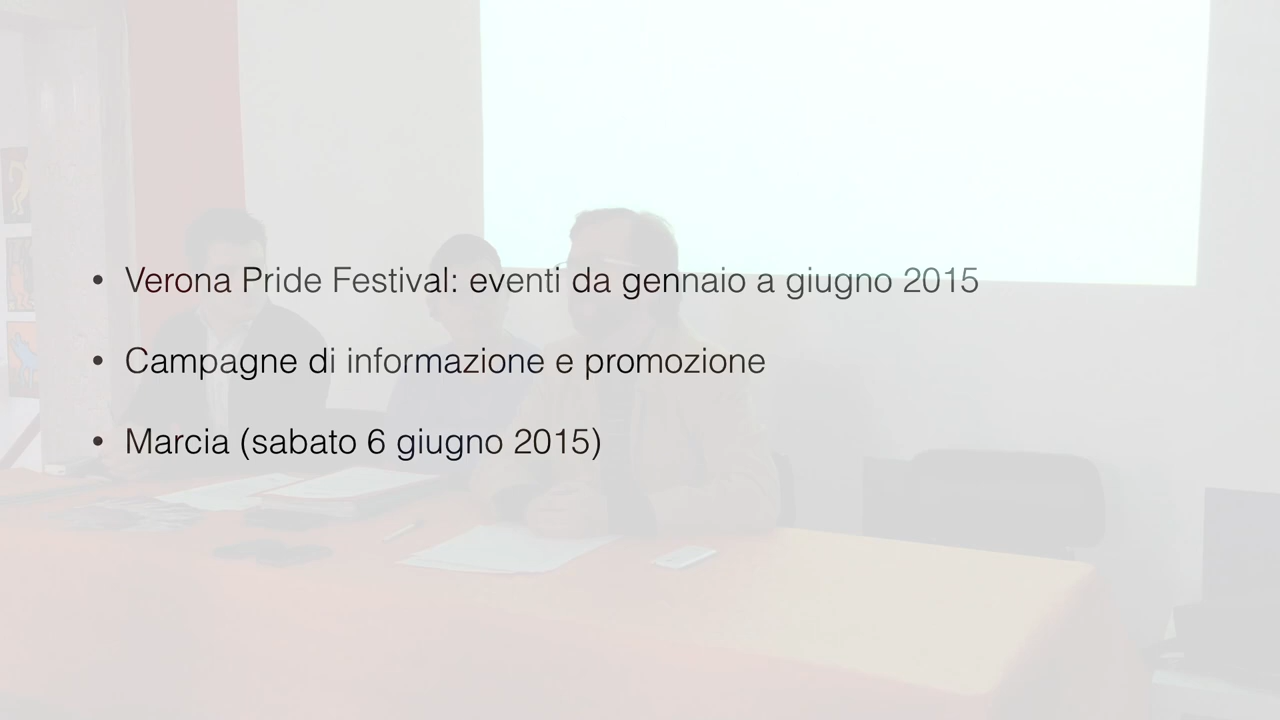 • Verona Pride Festival: eventi da gennaio a giugno 2015
• Campagne di informazione e promozione
• Marcia (sabato 6 giugno 2015)